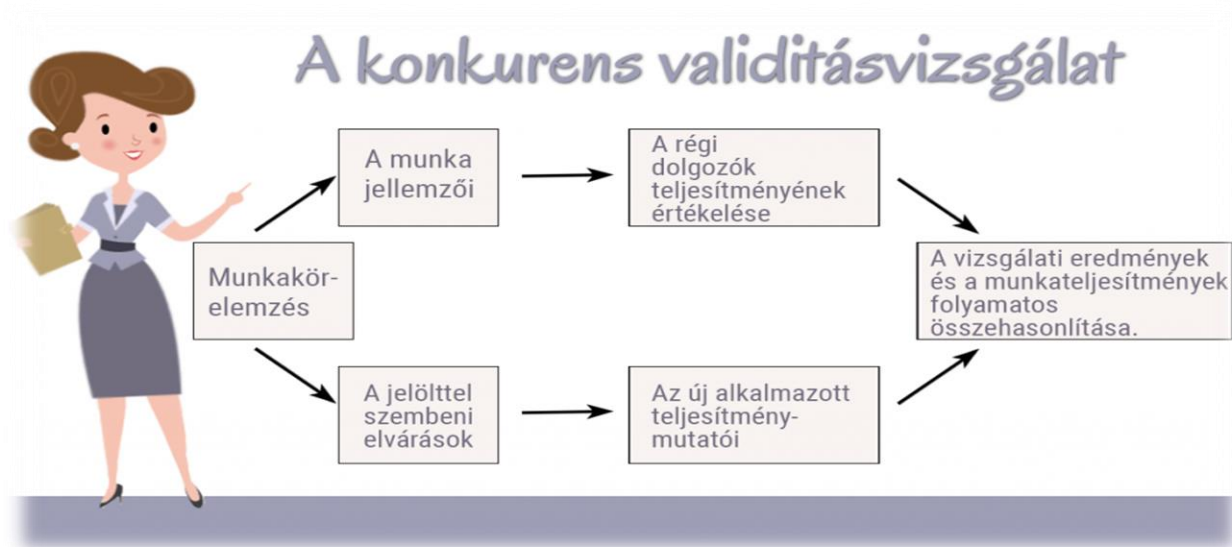 A konkurens validitásvizsgálat
Munkakör-
elemzés
A munka
jellemzői
A régi
dolgozók
teljesítményének
értékelése
A jelölttel
szembeni
elvárások
Az új alkalmazott
teljesítmény-
mutatói
A vizsgálati eredmények
és a munkateljesítmények
folyamatos
összehasonlítása.